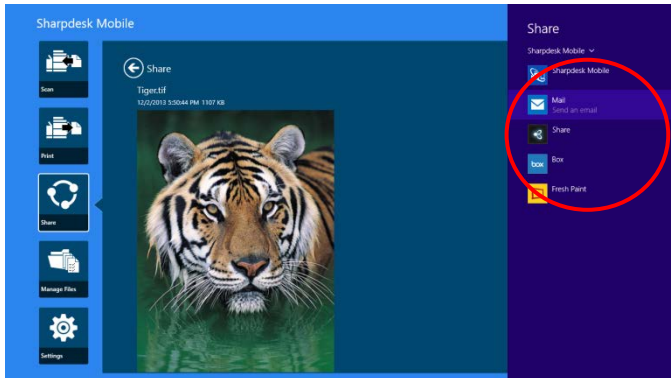 Sharpdesk Mobile
Scan
Print
Share
Manage Files
Settings
Share
Tiger.tif
12/2/2013 5:50:44 PM 1107 KB
Share
Sharpdesk Mobile
Sharpdesk Mobile
Mail
Send an email
Share
box
Box
Fresh Paint